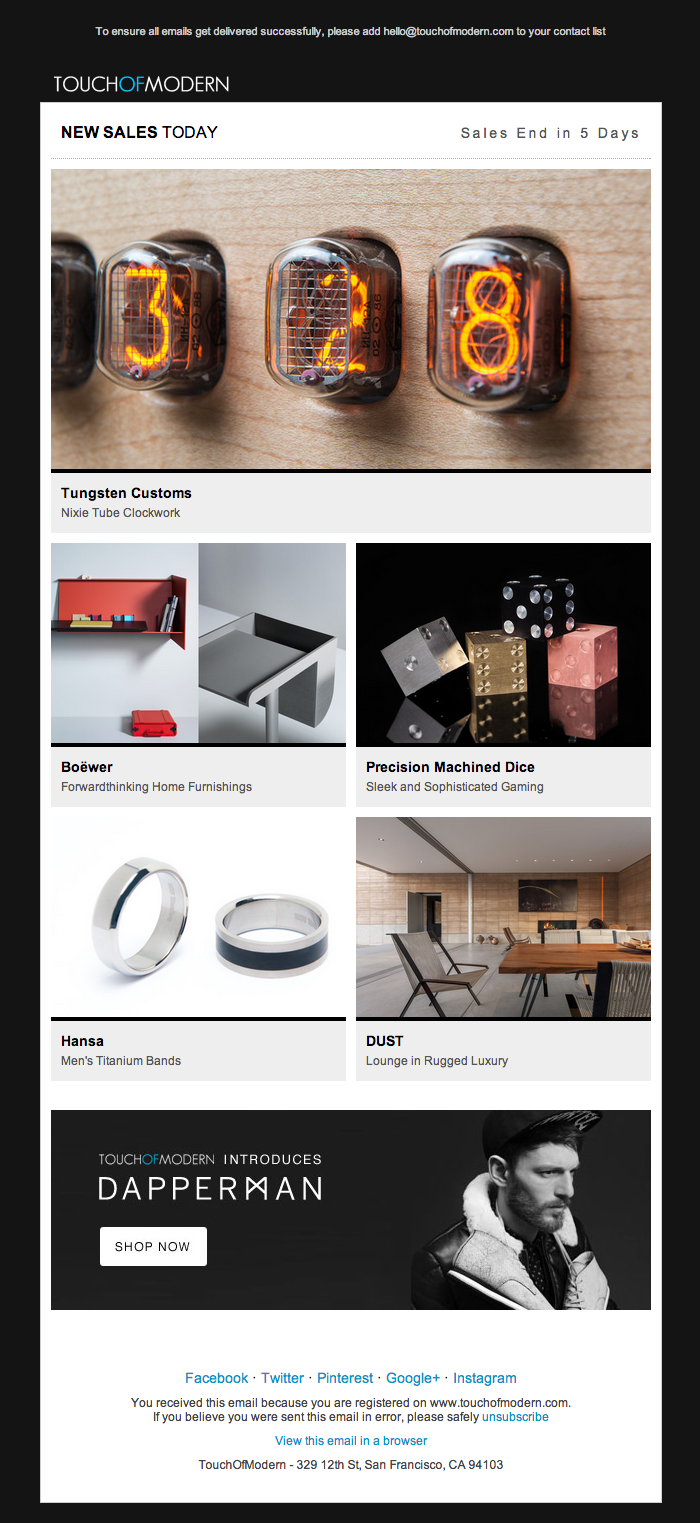 To ensure all emails get delivered successfully, please add hello@touchofmodern.com to your contact list
TOUCHOFMODERN
NEW SALES TODAY
Sales End in 5 Days
3 2 8
Tungsten Customs
Nixie Tube Clockwork
Boëwer
Forwardthinking Home Furnishings
Precision Machined Dice
Sleek and Sophisticated Gaming
Hansa
Men's Titanium Bands
DUST
Lounge in Rugged Luxury
TOUCHOFMODERN INTRODUCES
DAPPERMAN
SHOP NOW
Facebook · Twitter · Pinterest · Google+ · Instagram
You received this email because you are registered on www.touchofmodern.com.
If you believe you were sent this email in error, please safely unsubscribe
View this email in a browser
TouchOfModern - 329 12th St, San Francisco, CA 94103